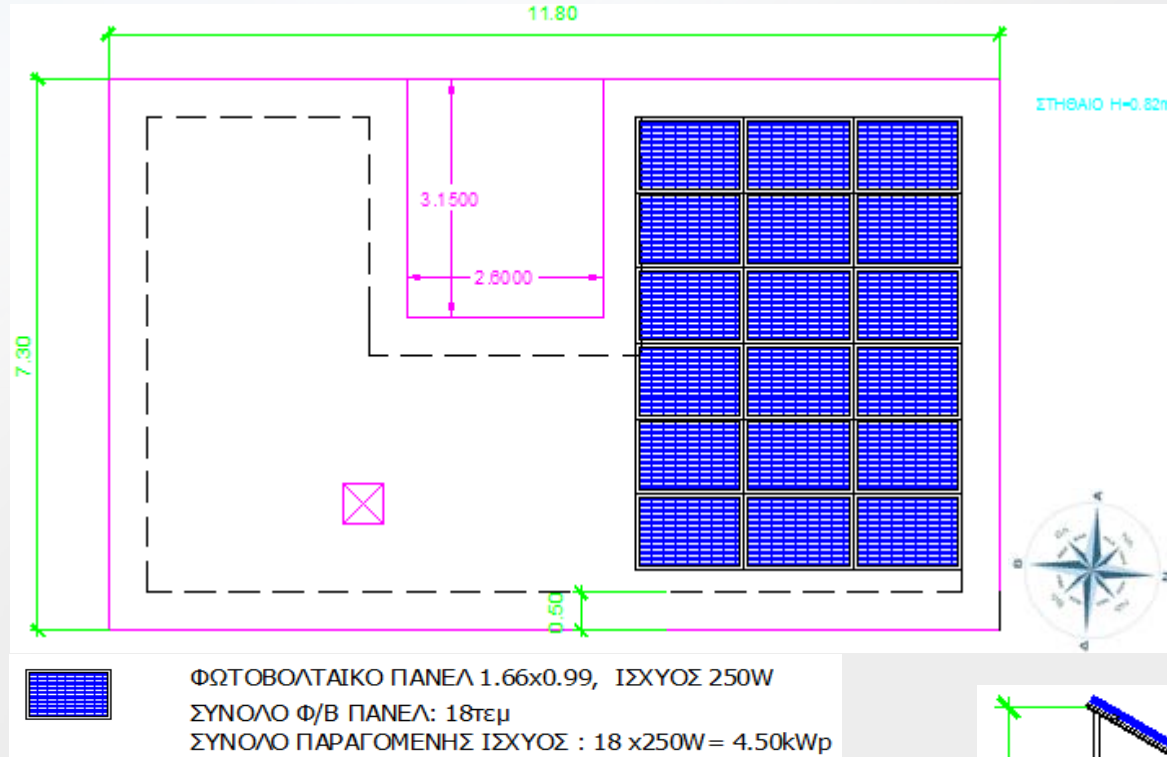 11.80
ΣΤΗΘΑΙΟ Η=0.82m
3.1500
2.6000
7.30
0.50
Α
Β
Ν
Δ
ΦΩΤΟΒΟΛΤΑΙΚΟ ΠΑΝΕΛ 1.66x0.99, ΙΣΧΥΟΣ 250W
ΣΥΝΟΛΟ Φ/Β ΠΑΝΕΛ: 18τεμ
ΣΥΝΟΛΟ ΠΑΡΑΓΟΜΕΝΗΣ ΙΣΧΥΟΣ : 18 x250W= 4.50kWp